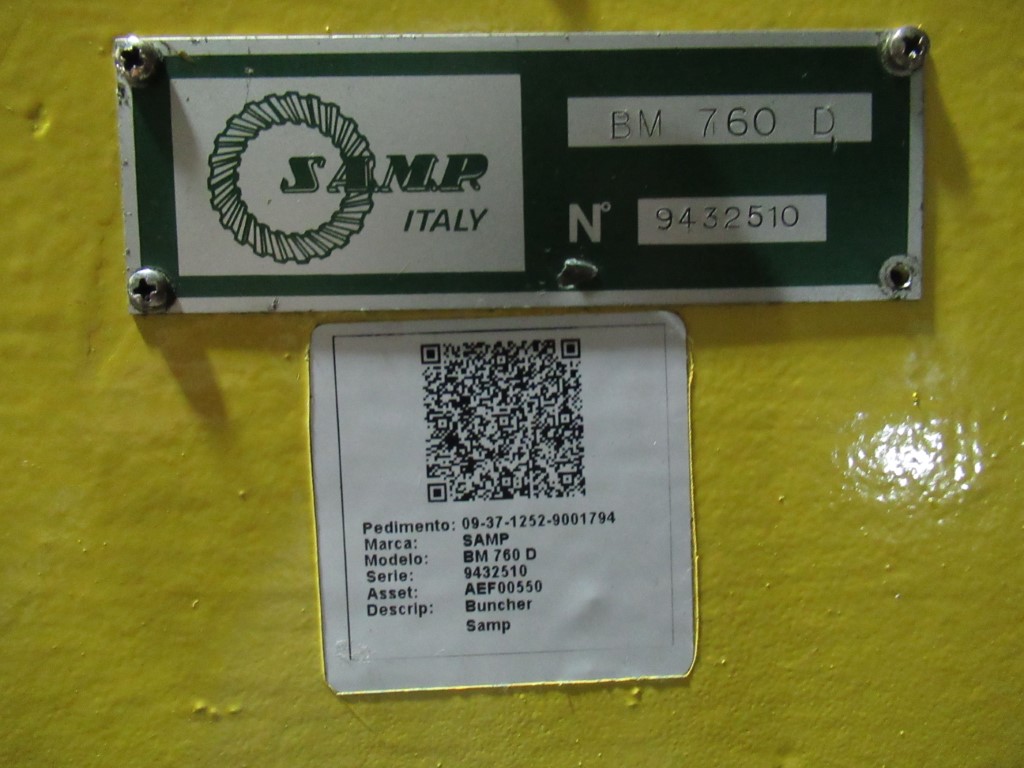 SAMP
ITALY
BM 760 D
N° 9432510
Pedimento: 09-37-1252-9001794
Marca: SAMP
Modelo: BM 760 D
Serie: 9432510
Asset: AEF00550
Descrip: Buncher
Samp